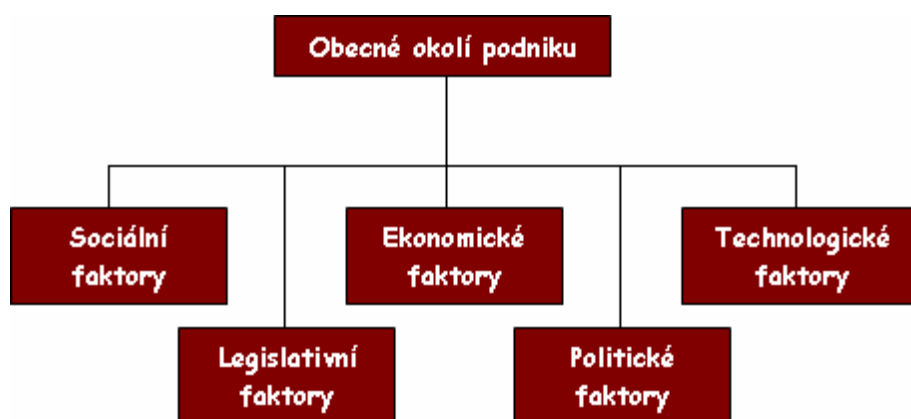 Obecné okolí podniku
Sociální
faktory
Ekonomické
faktory
Technologické
faktory
Legislativní
faktory
Politické
faktory